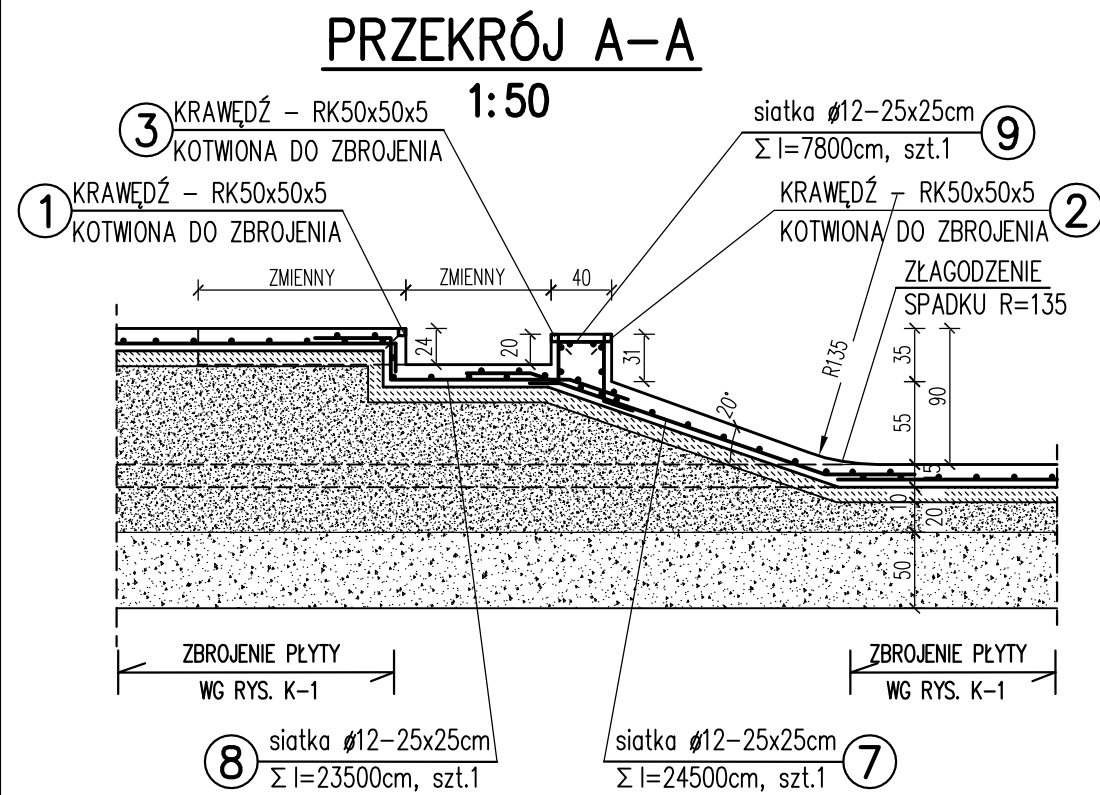 PRZEKRÓJ A-A
1:50
3
KRAWĘDŹ - RK50x50x5
KOTWIONA DO ZBROJENIA
siatka ø12-25x25cm
Σ l=7800cm, szt.1
9
1
KRAWĘDŹ - RK50x50x5
KOTWIONA DO ZBROJENIA
KRAWĘDŹ - RK50x50x5
KOTWIONA DO ZBROJENIA
2
ZŁAGODZENIE
SPADKU R=135
ZMIENNY
ZMIENNY
40
24
20
31
R135
35
90
55
20°
15
10
20
50
ZBROJENIE PŁYTY
WG RYS. K-1
ZBROJENIE PŁYTY
WG RYS. K-1
8
siatka ø12-25x25cm
Σ l=23500cm, szt.1
siatka ø12-25x25cm
Σ l=24500cm, szt.1
7